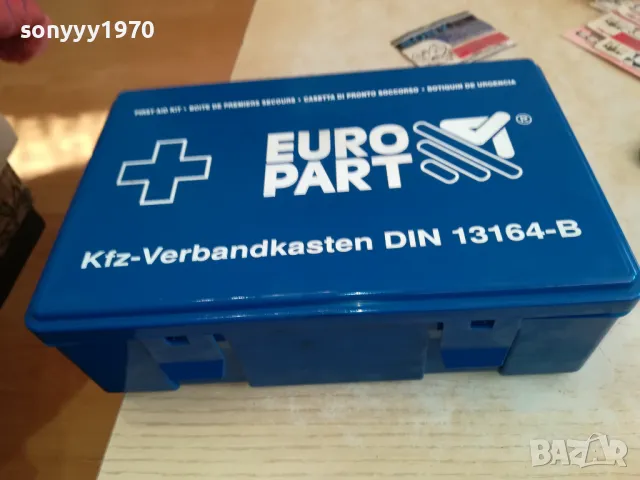 sonyyy1970
FIRST-AID KIT • BOITE DE PREMIERS SECOURS • CASETTA DI PRONTO SOCCORSO • BOTIQUIN DE URGENCIA
EURO
PART
®
Kfz-Verbandkasten DIN 13164-B
BAZAR